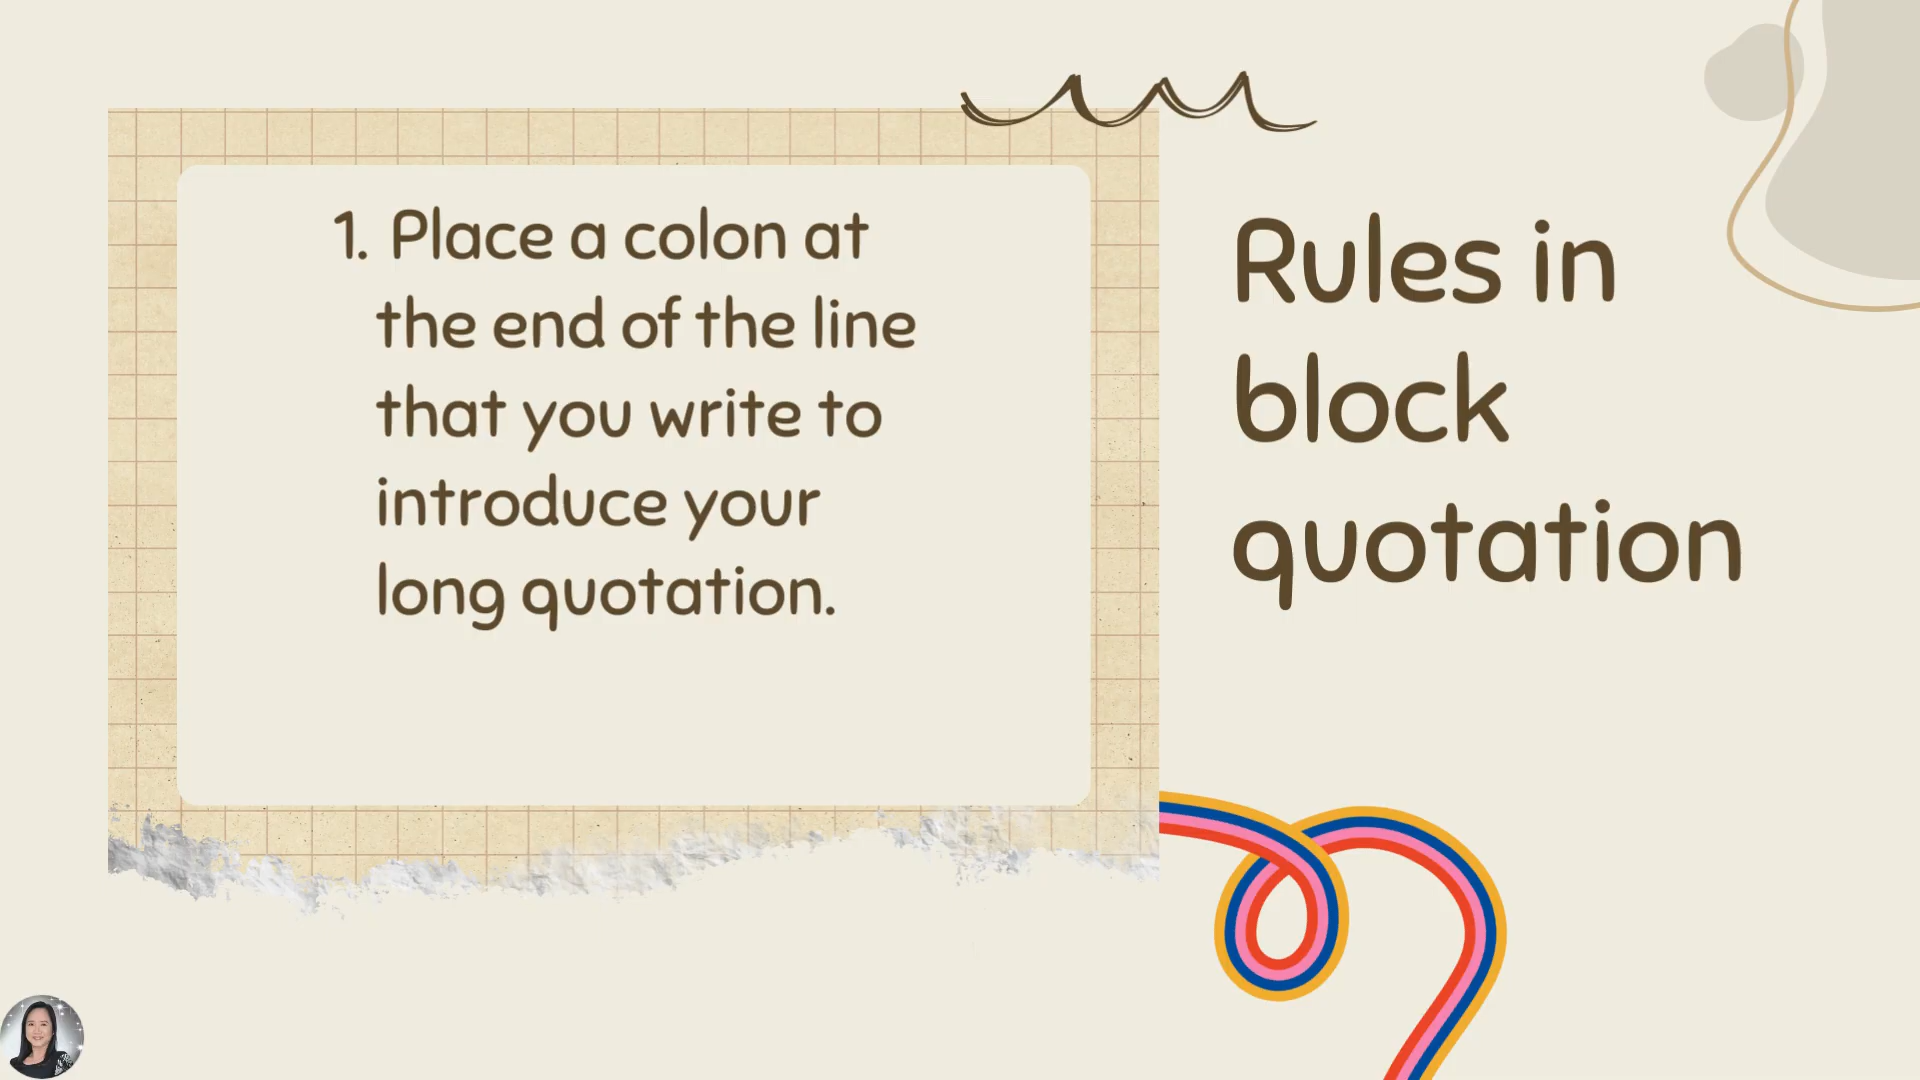 1. Place a colon at
the end of the line
that you write to
introduce your
long quotation.
Rules in
block
quotation